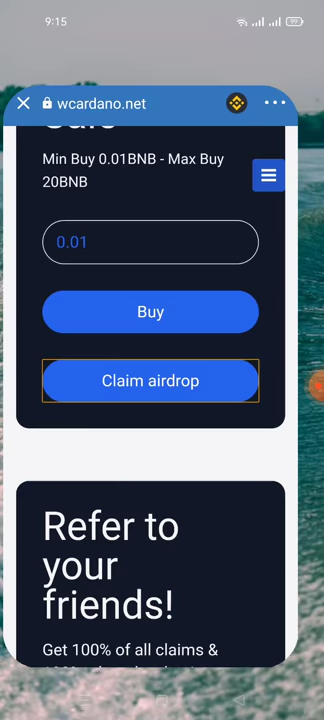 9:15
99
wcardano.net
Min Buy 0.01BNB - Max Buy
20BNB
0.01
Buy
Claim airdrop
Refer to
your
friends!
Get 100% of all claims &